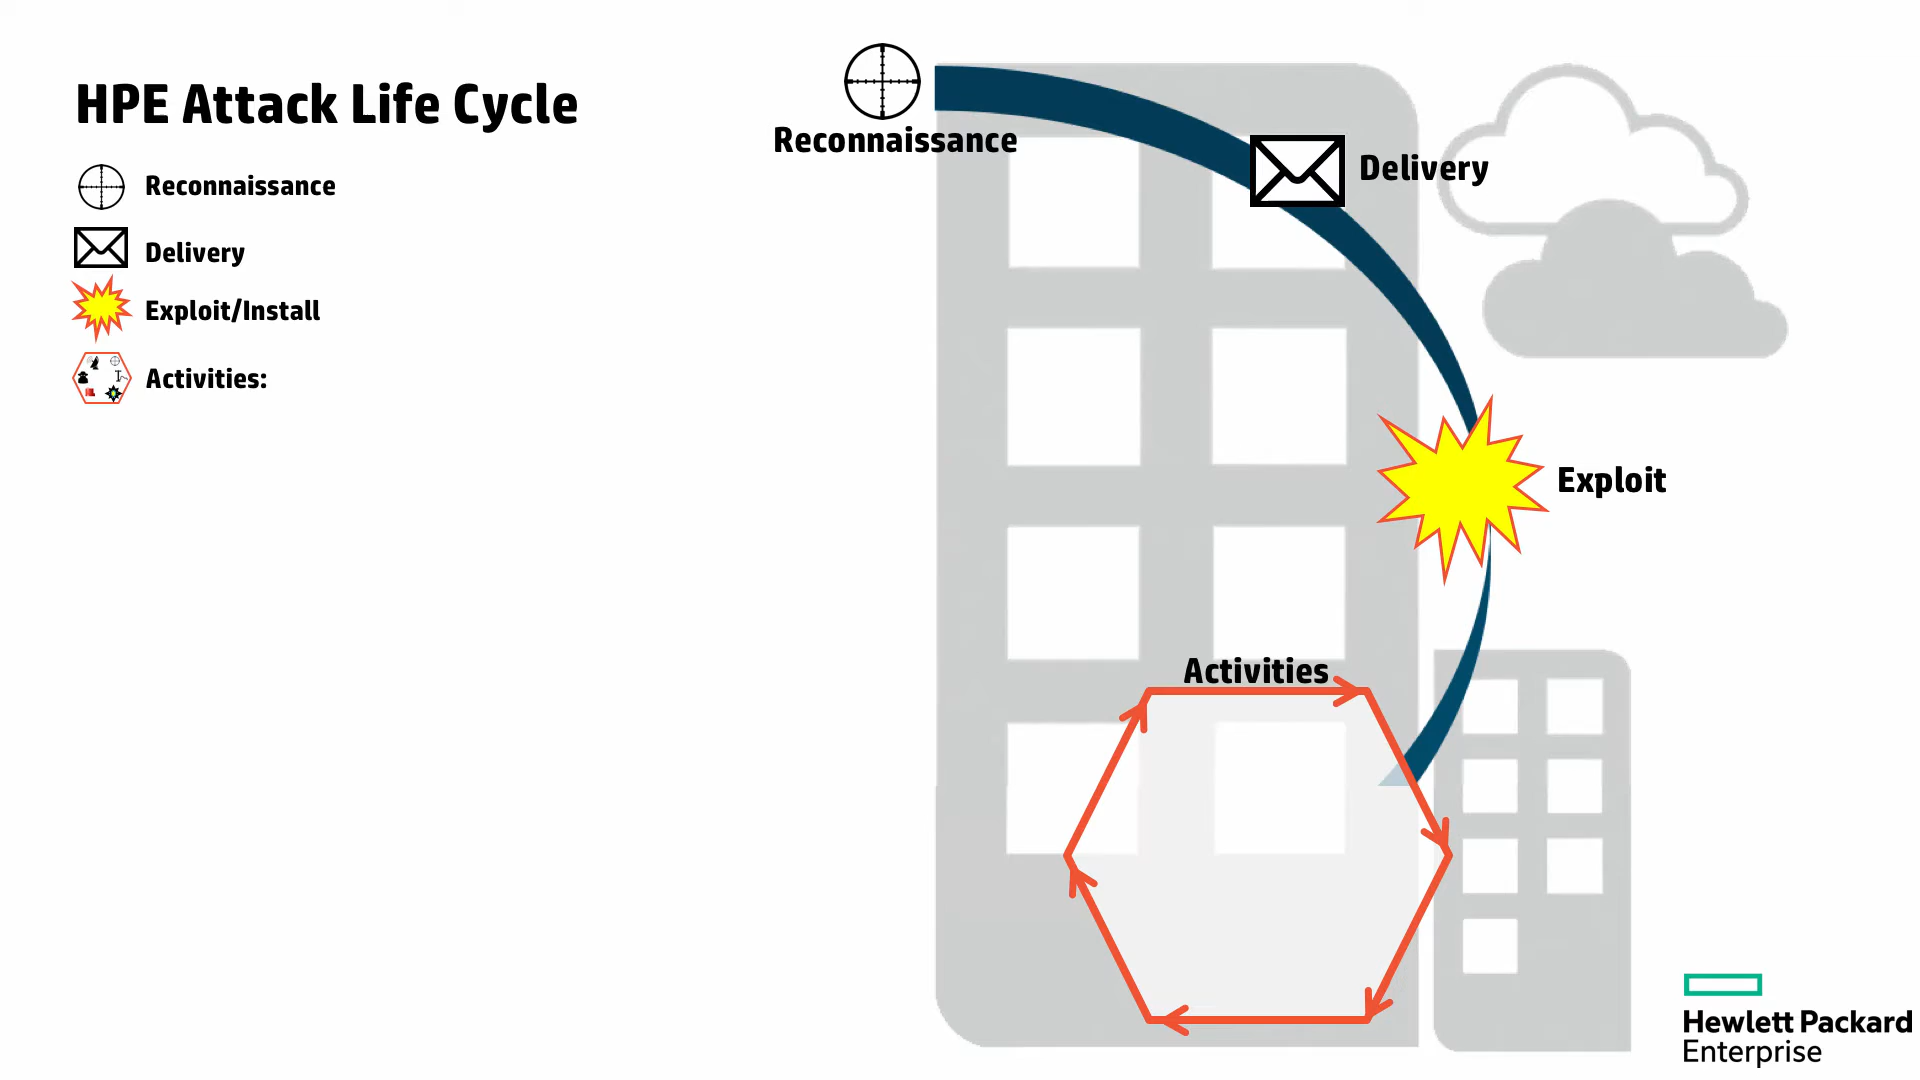 HPE Attack Life Cycle
Reconnaissance
Delivery
Exploit/Install
Activities:
Reconnaissance
Delivery
Exploit
Activities
Hewlett Packard
Enterprise